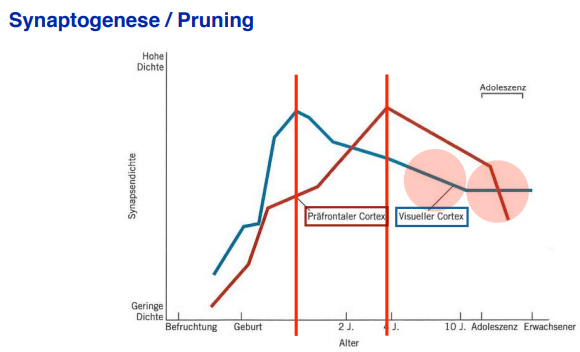 Synaptogenese / Pruning
Hohe
Dichte
Adoleszenz
Synapsendichte
Präfrontaler Cortex
Visueller Cortex
Geringe
Dichte
Befruchtung Geburt 2 J. 4 J. 10 J. Adoleszenz Erwachsener
Alter